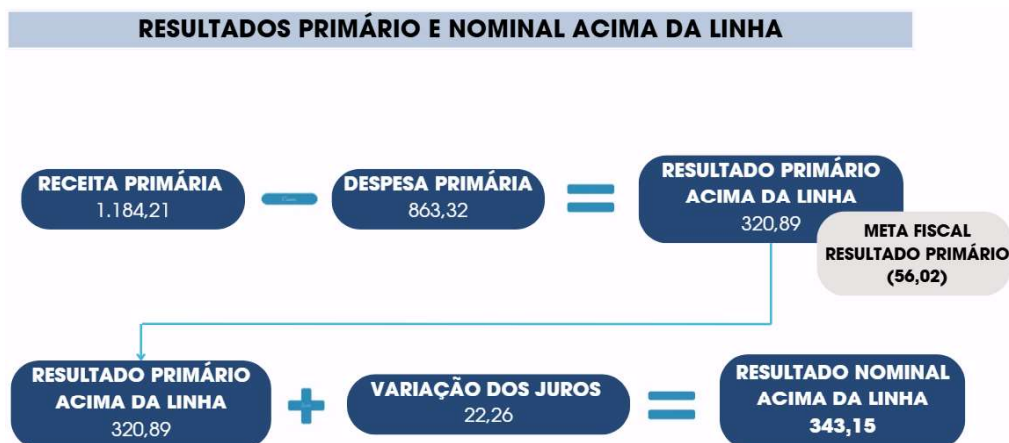 RESULTADOS PRIMÁRIO E NOMINAL ACIMA DA LINHA
RECEITA PRIMÁRIA
1.184,21
DESPESA PRIMÁRIA
863,32
RESULTADO PRIMÁRIO
ACIMA DA LINHA
320,89
META FISCAL
RESULTADO PRIMÁRIO
(56,02)
RESULTADO PRIMÁRIO
ACIMA DA LINHA
320,89
VARIAÇÃO DOS JUROS
22,26
RESULTADO NOMINAL
ACIMA DA LINHA
343,15